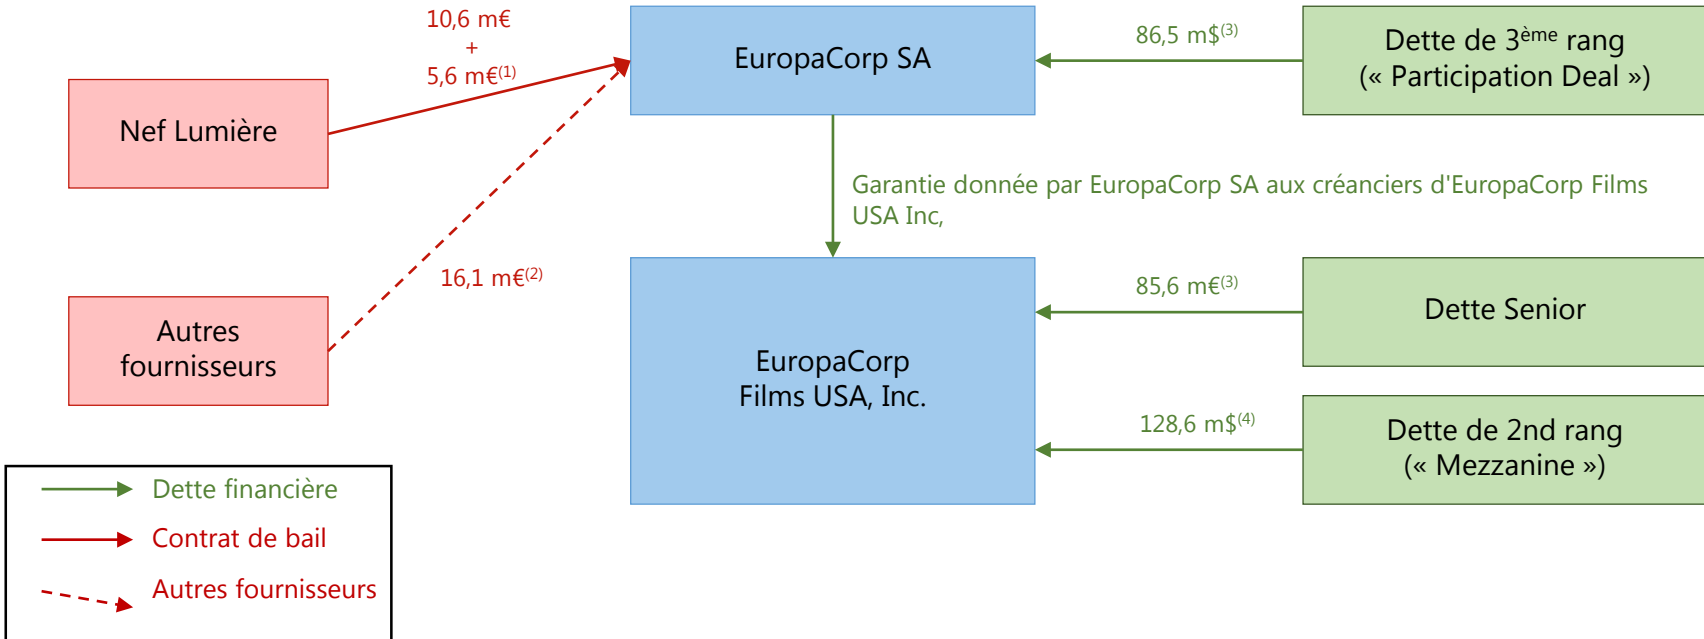 10,6 m€
+
5,6 m€(1)
Nef Lumière
EuropaCorp SA
86,5 m$(3)
Dette de 3ème rang
(« Participation Deal »)
Garantie donnée par EuropaCorp SA aux créanciers d'EuropaCorp Films
USA Inc,
16,1 m€(2)
Autres
fournisseurs
EuropaCorp
Films USA, Inc.
85,6 m€(3)
Dette Senior
128,6 m$(4)
Dette de 2nd rang
(« Mezzanine »)
Dette financière
Contrat de bail
Autres fournisseurs